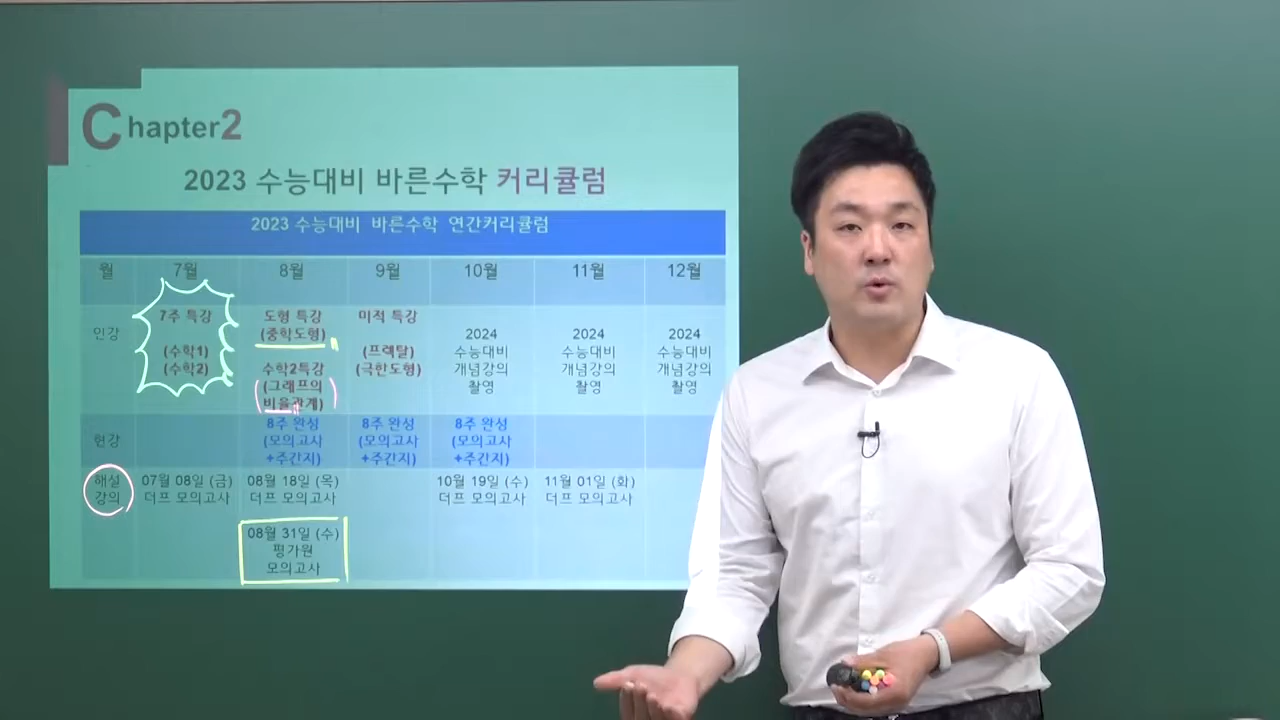 Chapter2
2023 수능대비 바른수학 커리큘럼
2023 수능대비 바른수학 연간커리큘럼
월 7월 8월 9월 10월 11월 12월
인강
7주 특강
(수학1)
(수학2)
도형 특강
(중학도형)
수학2특강
(그래프의
비율관계)
미적 특강
(프렉탈)
(극한도형)
2024
수능대비
개념강의
촬영
2024
수능대비
개념강의
촬영
2024
수능대비
개념강의
촬영
현강
8주 완성
(모의고사
+주간지)
8주 완성
(모의고사
+주간지)
8주 완성
(모의고사
+주간지)
해설
강의
07월 08일 (금)
더프 모의고사
08월 18일 (목)
더프 모의고사
10월 19일 (수)
더프 모의고사
11월 01일 (화)
더프 모의고사
08월 31일 (수)
평가원
모의고사